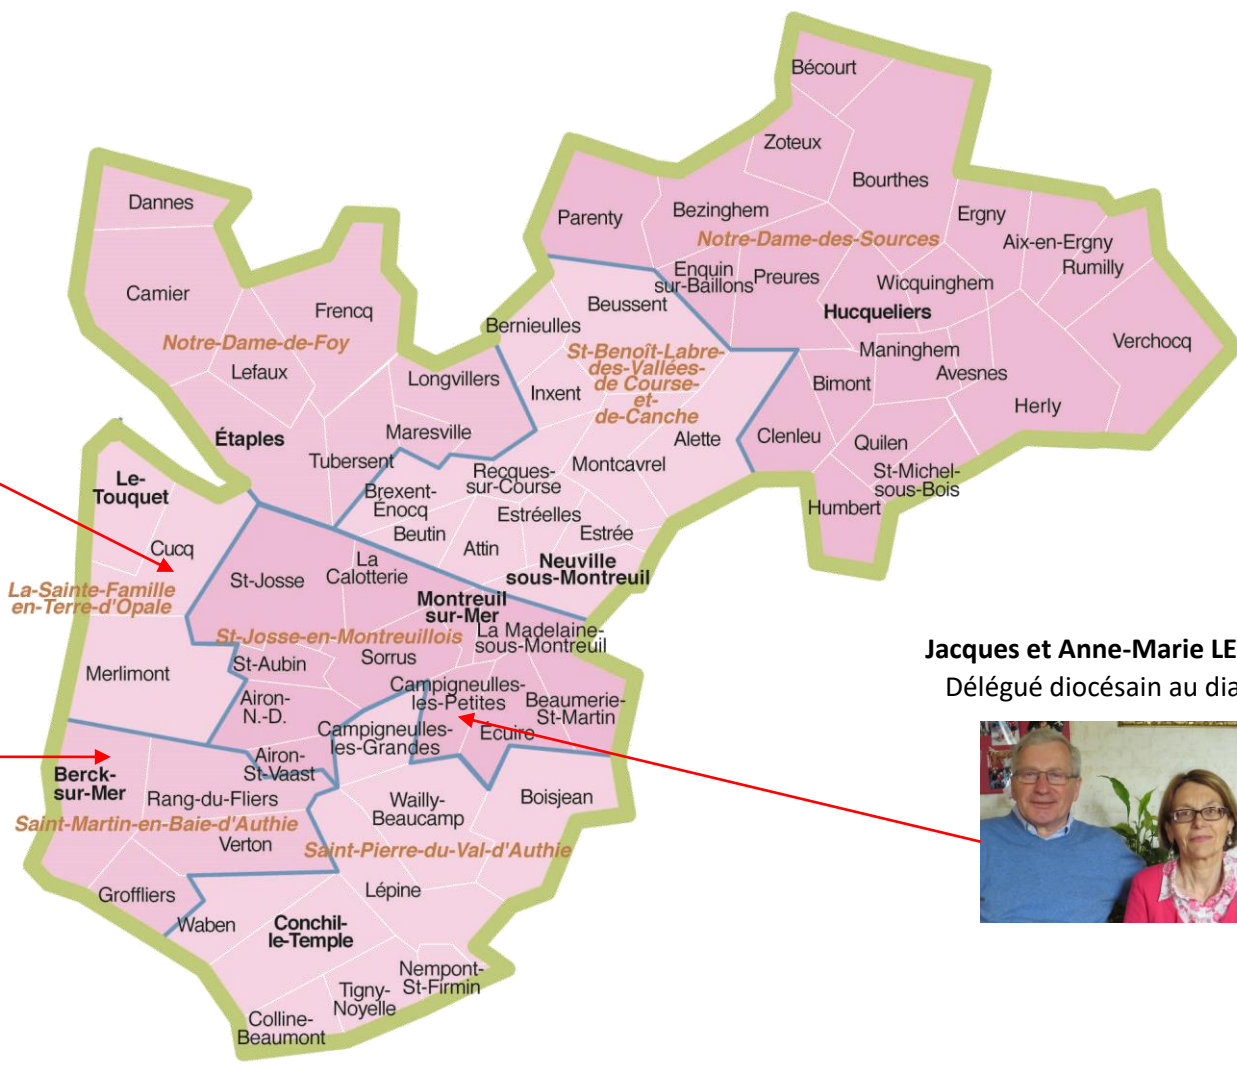 Bécourt
Zoteux
Bourthes
Dannes
Parenty
Bezinghem
Ergny
Notre-Dame-des-Sources
Aix-en-Ergny
Rumilly
Enquin
sur-Baillons
Preures
Wicquinghem
Camier
Frencq
Beussent
Hucqueliers
Bernieulles
Notre-Dame-de-Foy
St-Benoît-Labre-
des-Vallées-
de Course-
et-
de-Canche
Verchocq
Maninghem
Lefaux
Longvillers
Inxent
Bimont
Avesnes
Herly
Étaples
Maresville
Alette
Clenleu
Quilen
Tubersent
Recques-
sur-Course
Montcavrel
St-Michel-
sous-Bois
Le-
Touquet
Brexent-
Énocq
Estréelles
Humbert
Beutin
Attin
Estrée
Cucq
La
Calotterie
Neuville
sous-Montreuil
St-Josse
La-Sainte-Famille
en-Terre-d'Opale
Montreuil
sur-Mer
St-Josse-en-Montreuillois
La Madelaine-
sous-Montreuil
Merlimont
St-Aubin
Sorrus
Jacques et Anne-Marie LE
Délégué diocésain au dia
Airon-
N.-D.
Campigneulles-
les-Petites
Beaumerie-
St-Martin
Campigneulles-
les-Grandes
Écuire
Airon-
St-Vaast
Berck-
sur-Mer
Rang-du-Fliers
Wailly-
Beaucamp
Boisjean
Saint-Martin-en-Baie-d'Authie
Verton
Saint-Pierre-du-Val-d'Authie
Groffliers
Lépine
Waben
Conchil-
le-Temple
Nempont-
St-Firmin
Tigny-
Noyelle
Colline-
Beaumont